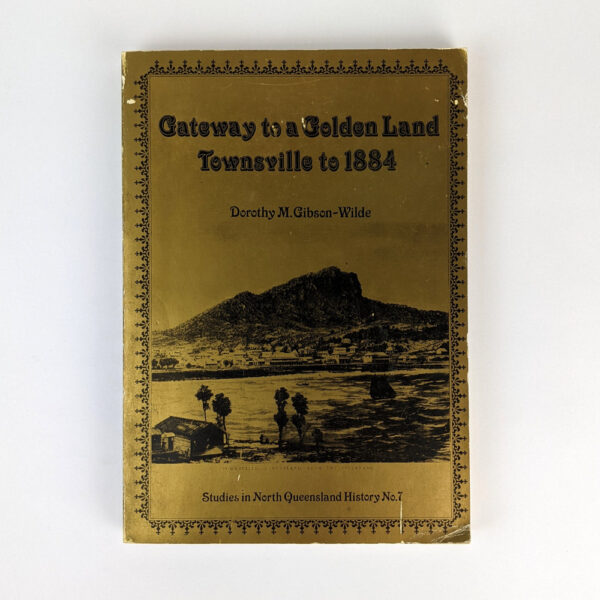 Gateway to a Golden Land
Townsville to 1884
Dorothy M. Gibson-Wilde
Studies in North Queensland History No.7